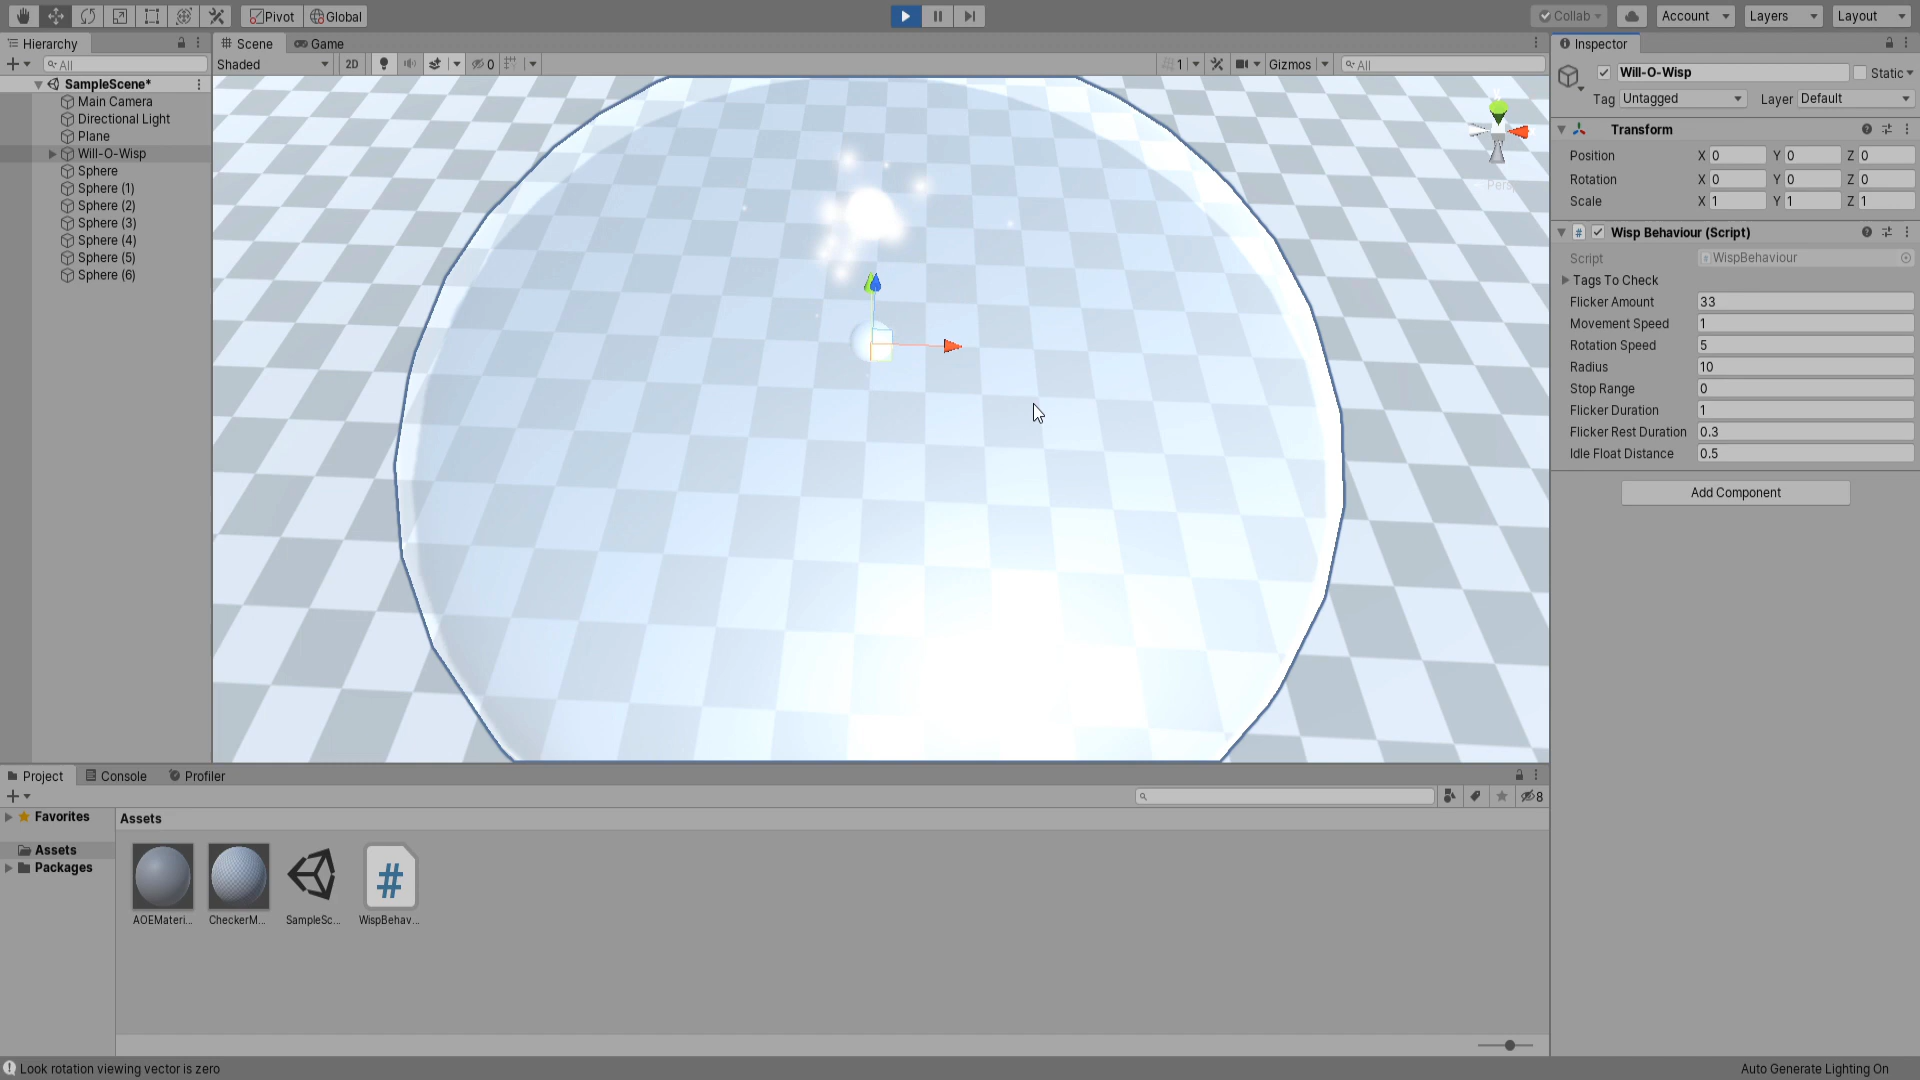 Pivot Global Collab Account Layers Layout
Hierarchy
All
SampleScene*
Main Camera
Directional Light
Plane
Will-O-Wisp
Sphere
Sphere (1)
Sphere (2)
Sphere (3)
Sphere (4)
Sphere (5)
Sphere (6)
Scene Game
Shaded 2D 0 1 Gizmos All
Persp
Inspector
Will-O-Wisp Static
Tag Untagged Layer Default
Transform
Position X 0 Y 0 Z 0
Rotation X 0 Y 0 Z 0
Scale X 1 Y 1 Z 1
# Wisp Behaviour (Script)
Script WispBehaviour
Tags To Check
Flicker Amount 33
Movement Speed 1
Rotation Speed 5
Radius 10
Stop Range 0
Flicker Duration 1
Flicker Rest Duration 0.3
Idle Float Distance 0.5
Add Component
Project Console Profiler
8
Favorites
Assets
Packages
Assets
#
AOEMateri... CheckerM... SampleSc... WispBehav...
Look rotation viewing vector is zero
Auto Generate Lighting On